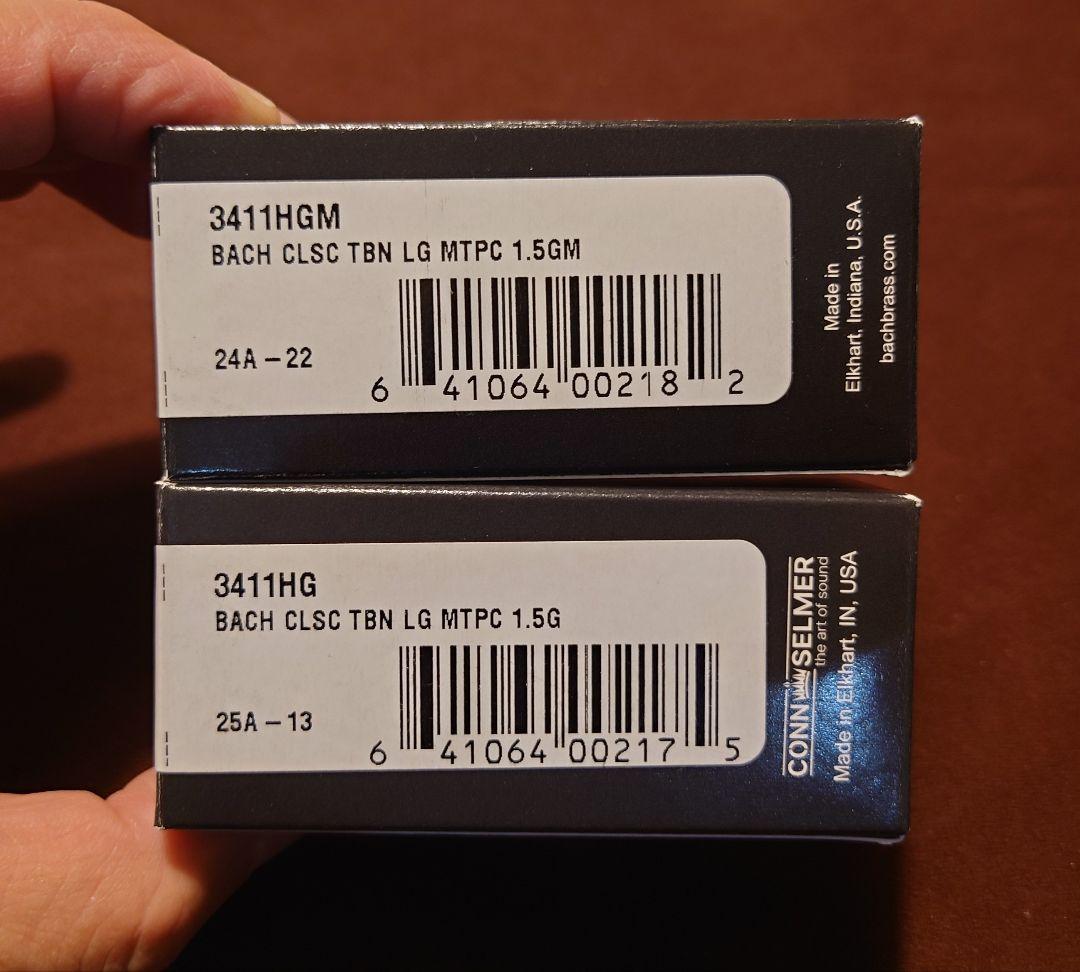 3411HGM
BACH CLSC TBN LG MTPC 1.5GM
24A – 22
6 41064 00218 2
Made in
Elkhart, Indiana, U.S.A.
bachbrass.com
3411HG
BACH CLSC TBN LG MTPC 1.5G
25A – 13
6 41064 00217 5
CONN SELMER
the art of sound
Made in Elkhart, IN, USA